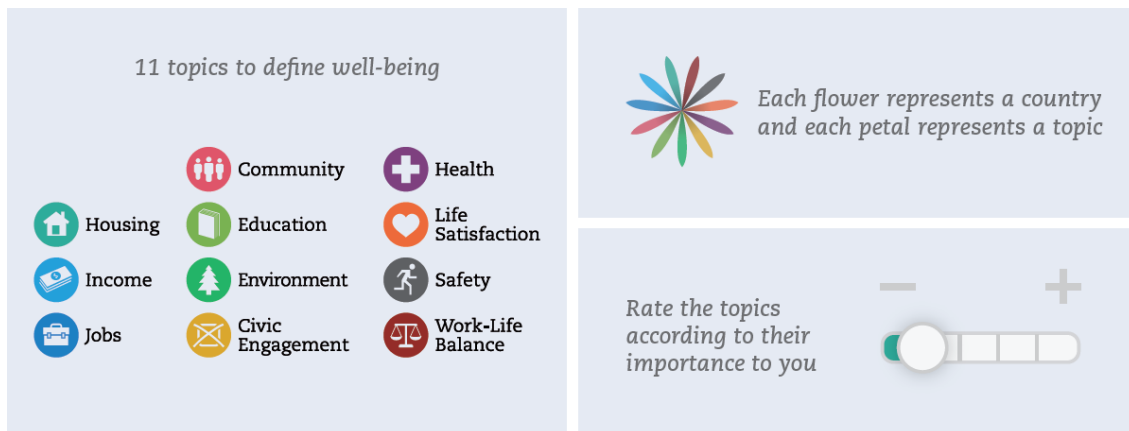 11 topics to define well-being
Community
Health
Housing
Education
Life
Satisfaction
Income
Environment
Safety
Jobs
Civic
Engagement
Work-Life
Balance
Each flower represents a country
and each petal represents a topic
Rate the topics
according to their
importance to you